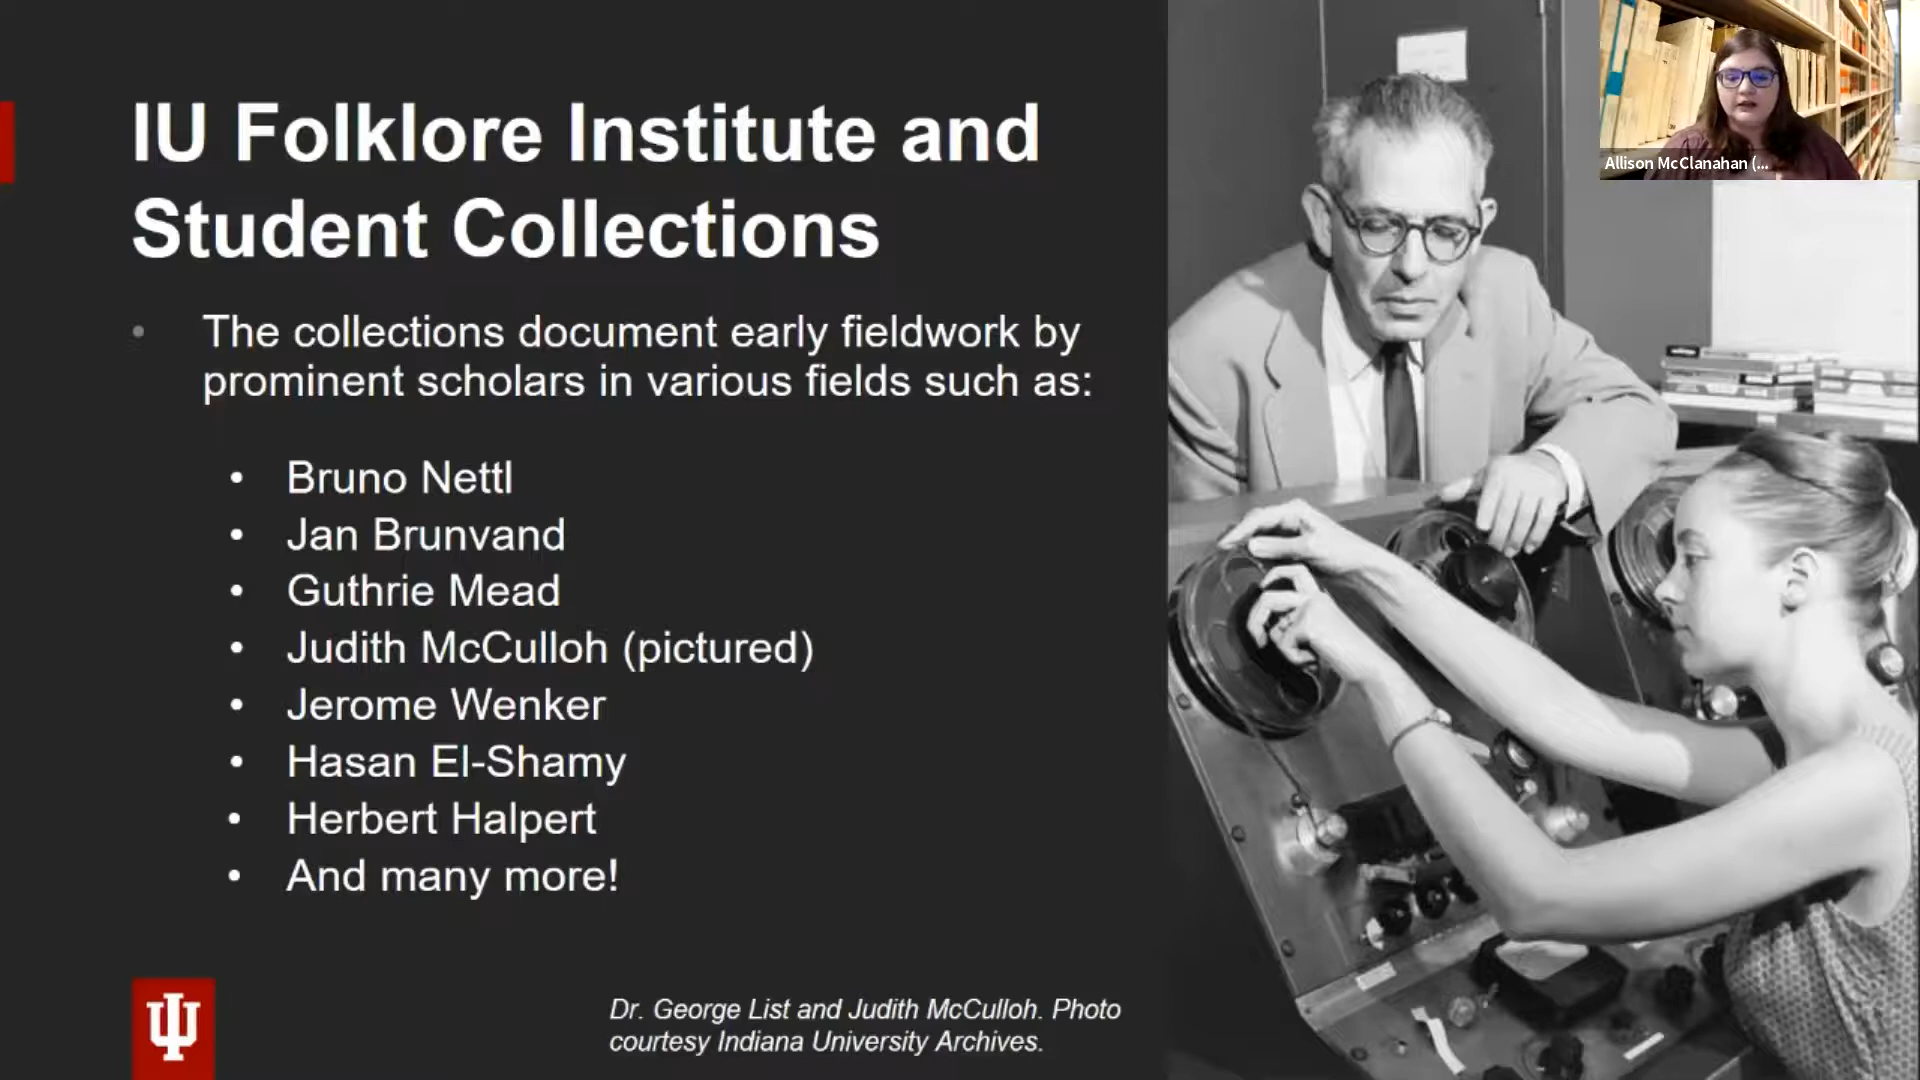 IU Folklore Institute and
Student Collections
• The collections document early fieldwork by
prominent scholars in various fields such as:
• Bruno Nettl
• Jan Brunvand
• Guthrie Mead
• Judith McCulloh (pictured)
• Jerome Wenker
• Hasan El-Shamy
• Herbert Halpert
• And many more!
Dr. George List and Judith McCulloh. Photo
courtesy Indiana University Archives.
Allison McClanahan (...